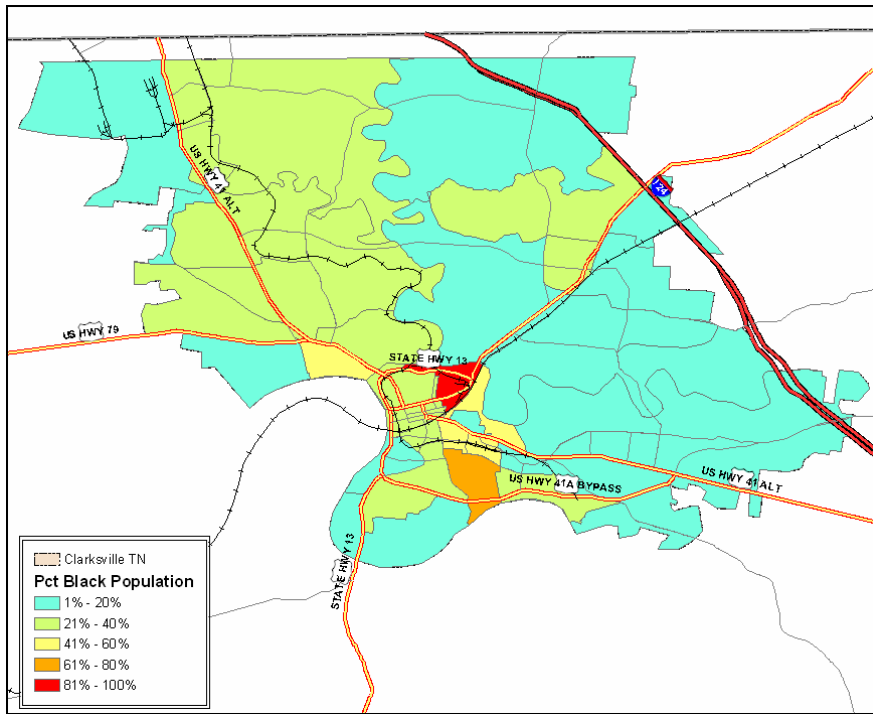 US HWY 41 ALT
I24
US HWY 79
STATE HWY 13
US HWY 41A BYPASS
US HWY 41 ALT
STATE HWY 13
Clarksville TN
Pct Black Population
1% - 20%
21% - 40%
41% - 60%
61% - 80%
81% - 100%